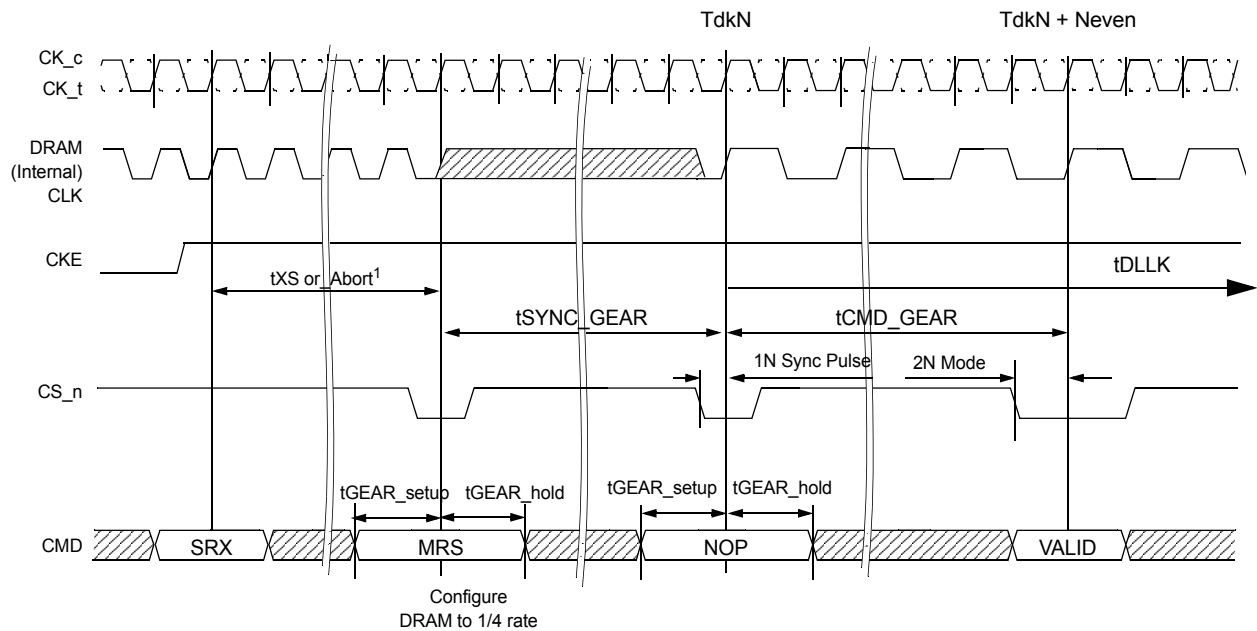 TdkN
TdkN + Neven
CK_c
CK_t
DRAM
(Internal)
CLK
CKE
tXS or_Abort1
tDLLK
tSYNC_GEAR
tCMD_GEAR
1N Sync Pulse
2N Mode
CS_n
tGEAR_setup
tGEAR_hold
tGEAR_setup
tGEAR_hold
CMD
SRX
MRS
NOP
VALID
Configure
DRAM to 1/4 rate